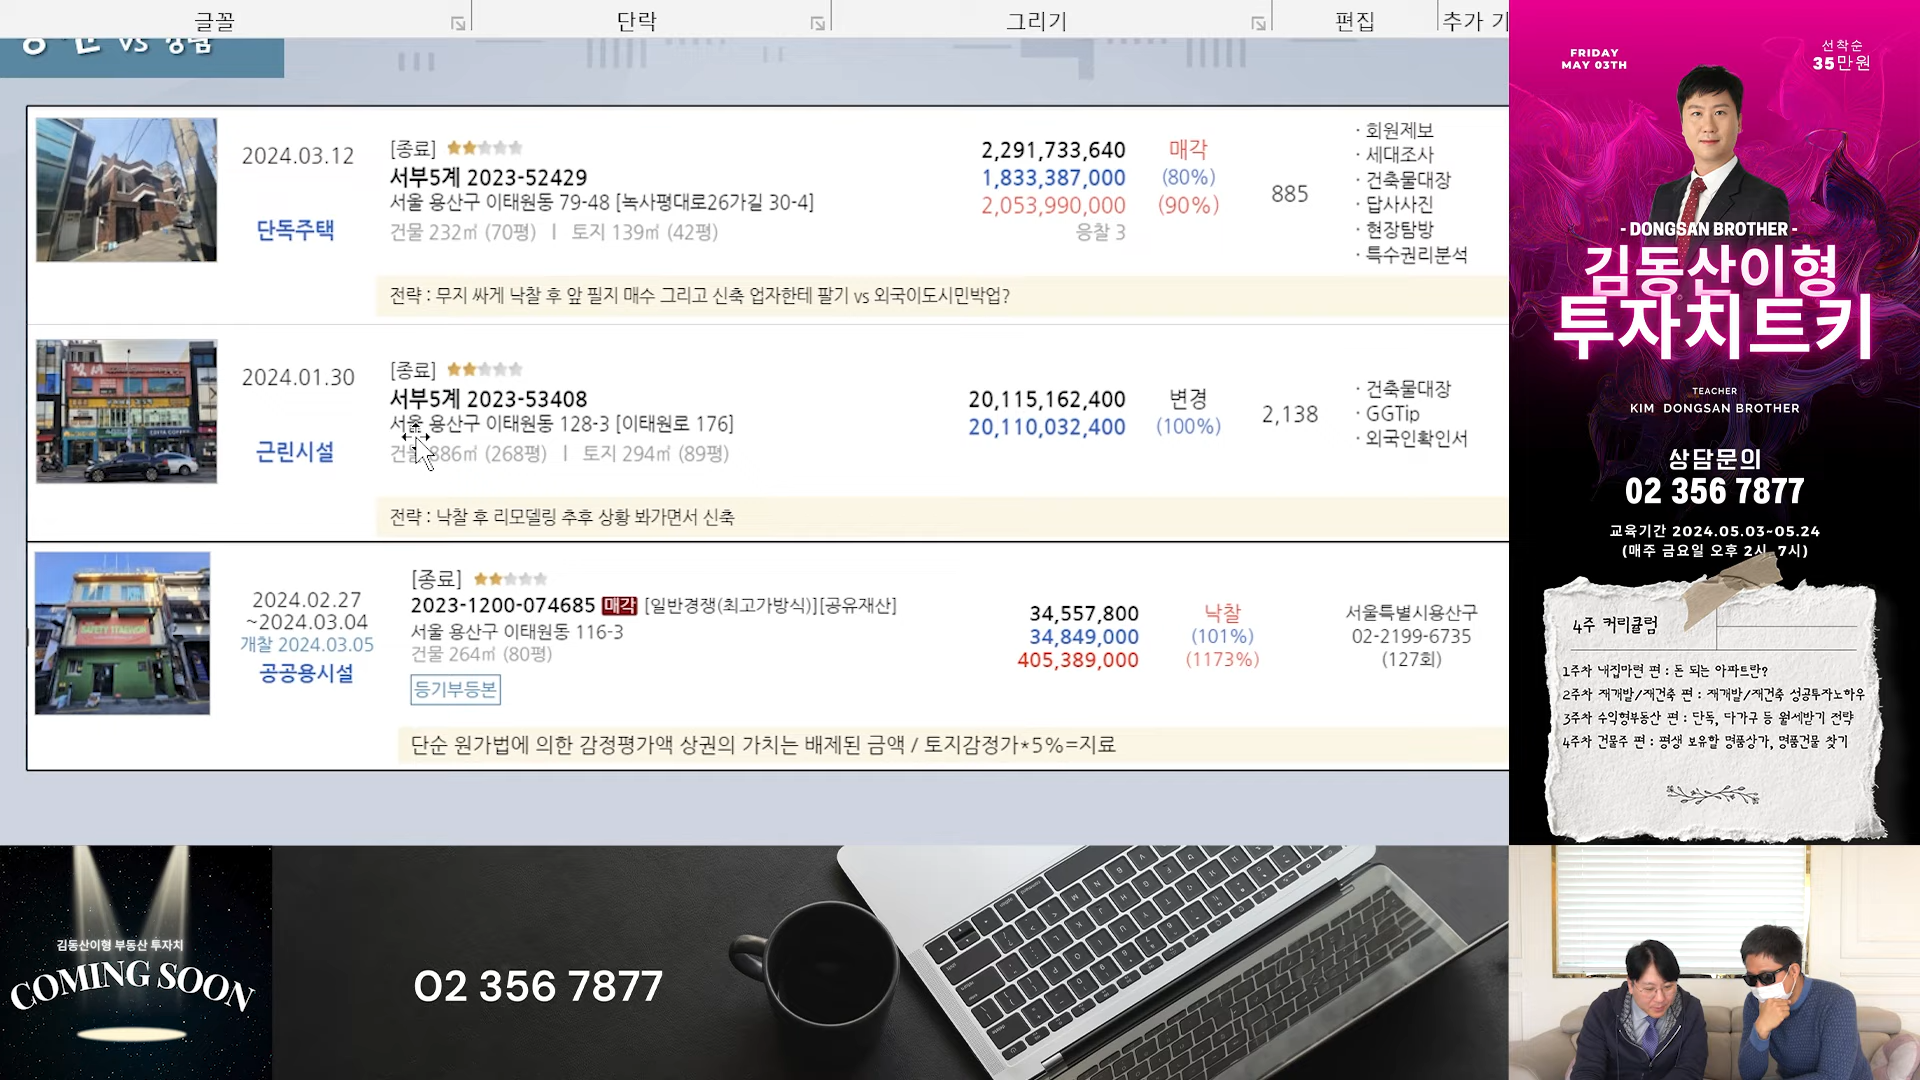 글꼴
단락
그리기
편집
추가 기
용산 vs 강남
2024.03.12
단독주택
[종료]
서부5계 2023-52429
서울 용산구 이태원동 79-48 [녹사평대로26가길 30-4]
건물 232㎡ (70평) | 토지 139㎡ (42평)
2,291,733,640 매각
1,833,387,000 (80%)
2,053,990,000 (90%)
응찰 3
885
· 회원제보
· 세대조사
· 건축물대장
· 답사사진
· 현장탐방
· 특수권리분석
전략 : 무지 싸게 낙찰 후 앞 필지 매수 그리고 신축 업자한테 팔기 vs 외국이도시민박업?
2024.01.30
근린시설
[종료]
서부5계 2023-53408
서울 용산구 이태원동 128-3 [이태원로 176]
건물 886㎡ (268평) | 토지 294㎡ (89평)
20,115,162,400 변경
20,110,032,400 (100%)
2,138
· 건축물대장
· GGTip
· 외국인확인서
전략 : 낙찰 후 리모델링 추후 상황 봐가면서 신축
2024.02.27
~2024.03.04
개찰 2024.03.05
공공용시설
[종료]
2023-1200-074685 매각 [일반경쟁(최고가방식)][공유재산]
서울 용산구 이태원동 116-3
건물 264㎡ (80평)
등기부등본
34,557,800 낙찰
34,849,000 (101%)
405,389,000 (1173%)
서울특별시용산구
02-2199-6735
(127회)
단순 원가법에 의한 감정평가액 상권의 가치는 배제된 금액 / 토지감정가*5%=지료
FRIDAY
MAY 03TH
선착순
35만원
- DONGSAN BROTHER -
김동산이형
투자치트키
TEACHER
KIM DONGSAN BROTHER
상담문의
02 356 7877
교육기간 2024.05.03~05.24
(매주 금요일 오후 2시, 7시)
4주 커리큘럼
1주차 내집마련 편 : 돈 되는 아파트란?
2주차 재개발/재건축 편 : 재개발/재건축 성공투자노하우
3주차 수익형부동산 편 : 단독, 다가구 등 월세받기 전략
4주차 건물주 편 : 평생 보유할 명품상가, 명품건물 찾기
김동산이형 부동산 투자치
COMING SOON
02 356 7877